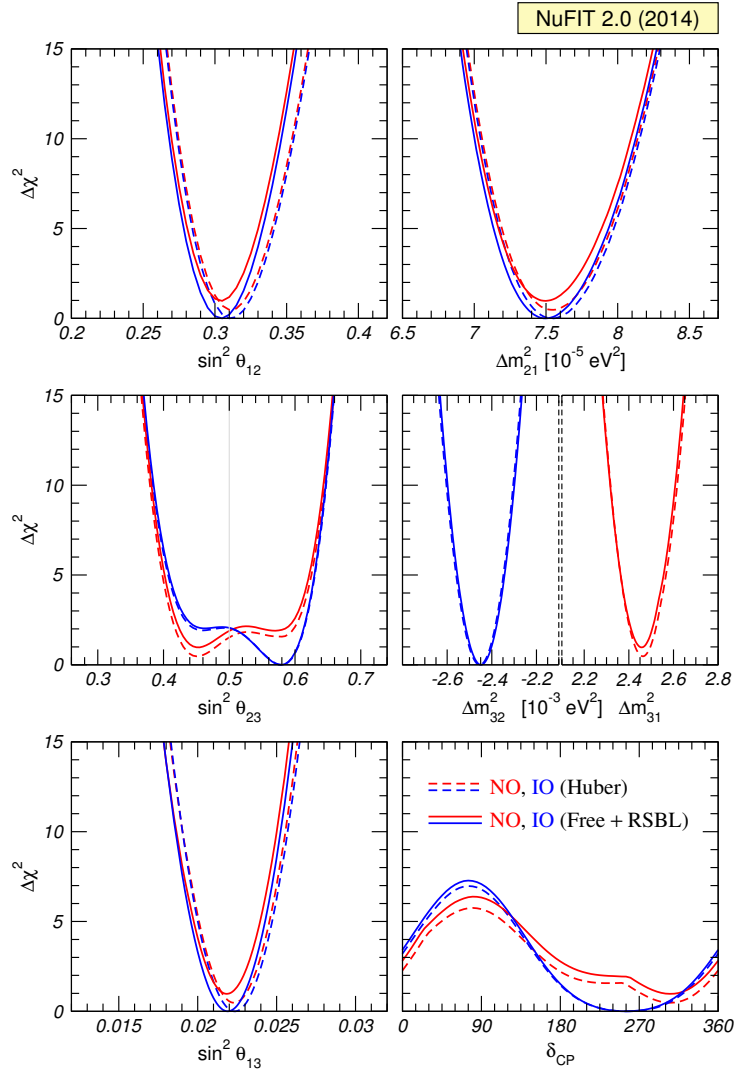 NuFIT 2.0 (2014)
15
10
5
0
Δχ²
0.2 0.25 0.3 0.35 0.4
sin² θ₁₂
6.5 7 7.5 8 8.5
Δm²₂₁ [10⁻⁵ eV²]
15
10
5
0
Δχ²
0.3 0.4 0.5 0.6 0.7
sin² θ₂₃
-2.6 -2.4 -2.2 2.2 2.4 2.6 2.8
Δm²₃₂ [10⁻³ eV²] Δm²₃₁
15
10
5
0
Δχ²
0.015 0.02 0.025 0.03
sin² θ₁₃
NO, IO (Huber)
NO, IO (Free + RSBL)
0 90 180 270 360
δCP